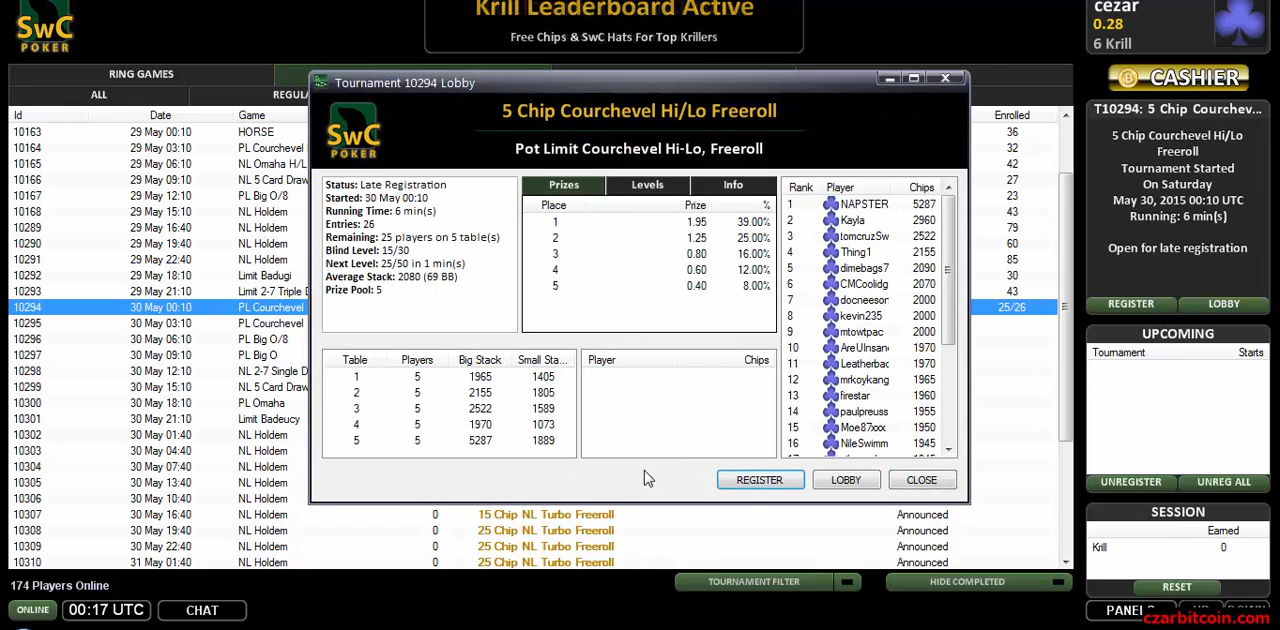 SwC
POKER
Krill Leaderboard Active
Free Chips & SwC Hats For Top Krillers
cezar
0.28
6 Krill
CASHIER
RING GAMES
ALL
REGUL
Id Date Game Enrolled
10163 29 May 00:10 HORSE 36
10164 29 May 03:10 PL Courchevel 32
10165 29 May 06:10 NL Omaha H/L 42
10166 29 May 09:10 NL 5 Card Draw 27
10167 29 May 12:10 PL Big O/8 23
10168 29 May 15:10 NL Holdem 43
10289 29 May 16:40 NL Holdem 79
10290 29 May 19:40 NL Holdem 60
10291 29 May 22:40 NL Holdem 85
10292 29 May 18:10 Limit Badugi 30
10293 29 May 21:10 Limit 2-7 Triple D 43
10294 30 May 00:10 PL Courchevel 25/26
10295 30 May 03:10 PL Courchevel
10296 30 May 06:10 PL Big O/8
10297 30 May 09:10 PL Big O
10298 30 May 12:10 NL 2-7 Single D
10299 30 May 15:10 NL 5 Card Draw
10300 30 May 18:10 PL Omaha
10301 30 May 21:10 Limit Badeucy
10302 30 May 01:40 NL Holdem
10303 30 May 04:40 NL Holdem
10304 30 May 07:40 NL Holdem
10305 30 May 13:40 NL Holdem
10306 30 May 10:40 NL Holdem
10307 30 May 16:40 NL Holdem 0 15 Chip NL Turbo Freeroll Announced
10308 30 May 19:40 NL Holdem 0 25 Chip NL Turbo Freeroll Announced
10309 30 May 22:40 NL Holdem 0 25 Chip NL Turbo Freeroll Announced
10310 31 May 01:40 NL Holdem 0 25 Chip NL Turbo Freeroll Announced
Tournament 10294 Lobby
SwC
POKER
5 Chip Courchevel Hi/Lo Freeroll
Pot Limit Courchevel Hi-Lo, Freeroll
Status: Late Registration
Started: 30 May 00:10
Running Time: 6 min(s)
Entries: 26
Remaining: 25 players on 5 table(s)
Blind Level: 15/30
Next Level: 25/50 in 1 min(s)
Average Stack: 2080 (69 BB)
Prize Pool: 5
Prizes Levels Info
Place Prize %
1 1.95 39.00%
2 1.25 25.00%
3 0.80 16.00%
4 0.60 12.00%
5 0.40 8.00%
Rank Player Chips
1 NAPSTER 5287
2 Kayla 2960
3 tomcruzSw 2522
4 Thing1 2155
5 dimebags7 2090
6 CMCoolidg 2070
7 docneeson 2000
8 kevin235 2000
9 mtowtpac 2000
10 AreUInsan 1970
11 Leatherbac 1970
12 mrkoykang 1965
13 firestar 1960
14 paulpreuss 1955
15 Moe87xxx 1950
16 NileSwimm 1945
Table Players Big Stack Small Sta...
1 5 1965 1405
2 5 2155 1805
3 5 2522 1589
4 5 1970 1073
5 5 5287 1889
Player Chips
REGISTER LOBBY CLOSE
T10294: 5 Chip Courchev...
5 Chip Courchevel Hi/Lo
Freeroll
Tournament Started
On Saturday
May 30, 2015 00:10 UTC
Running: 6 min(s)
Open for late registration
REGISTER LOBBY
UPCOMING
Tournament Starts
UNREGISTER UNREG ALL
SESSION
Earned
Krill 0
RESET
174 Players Online
TOURNAMENT FILTER
HIDE COMPLETED
ONLINE 00:17 UTC CHAT
PANELS
czarbitcoin.com